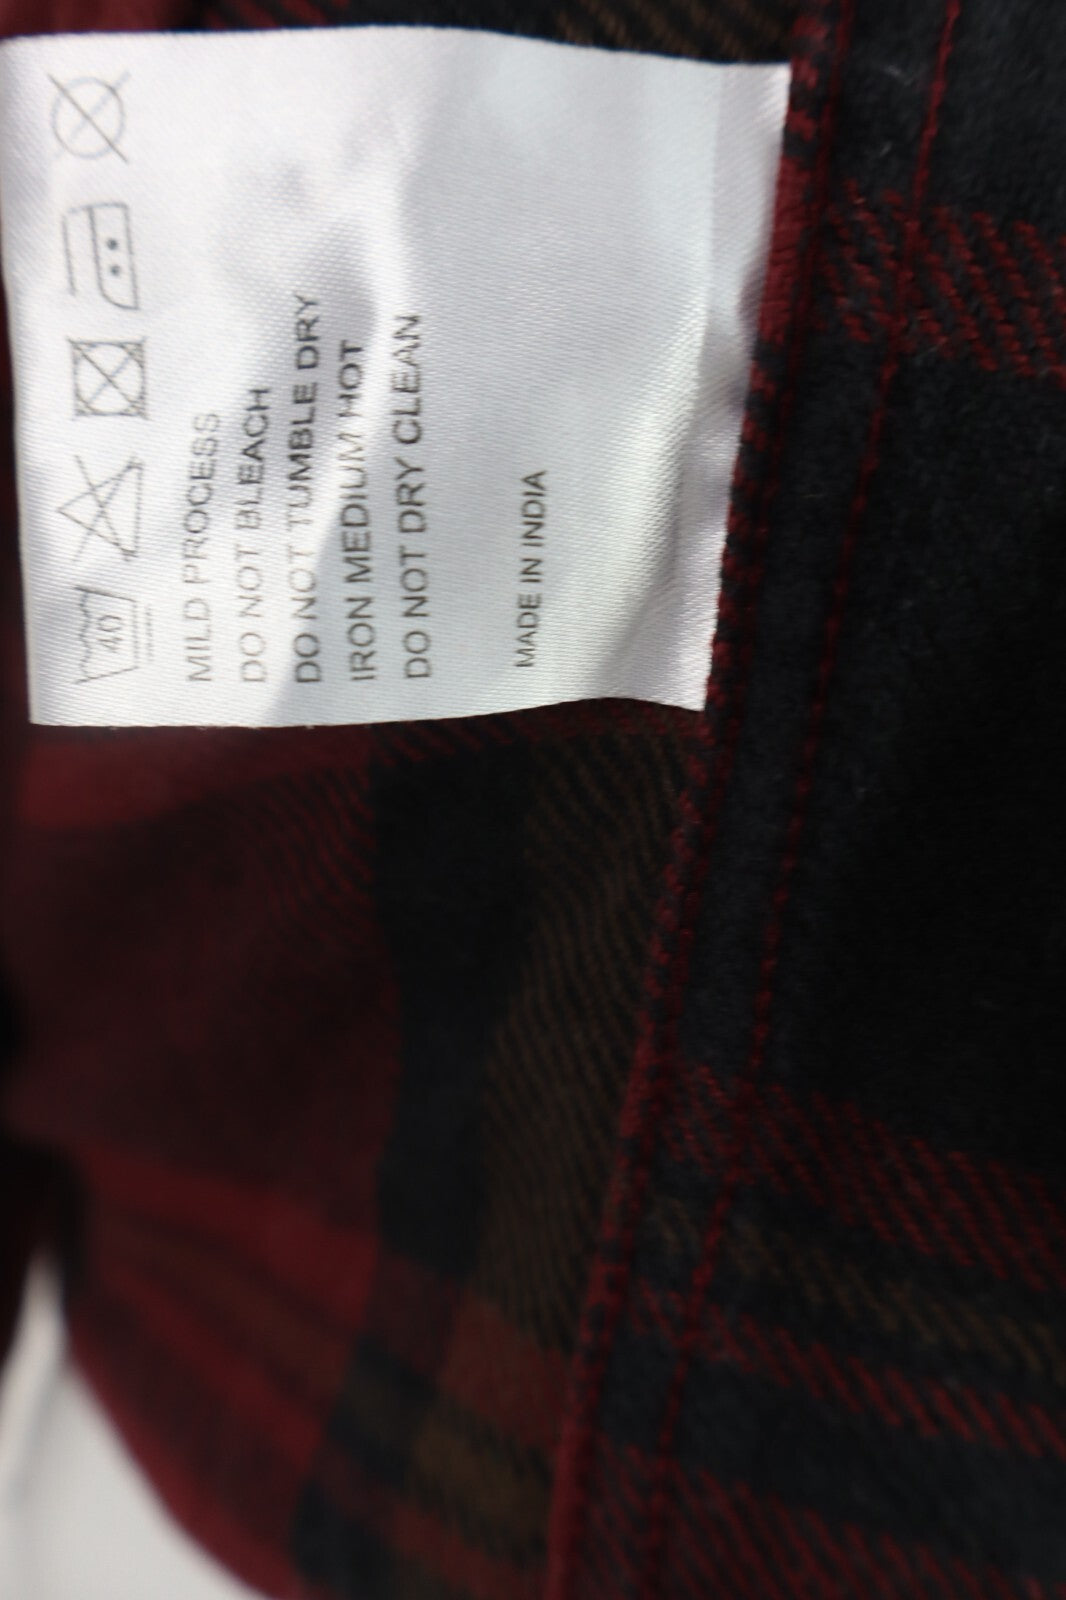 40
MILD PROCESS
DO NOT BLEACH
DO NOT TUMBLE DRY
IRON MEDIUM HOT
DO NOT DRY CLEAN
MADE IN INDIA